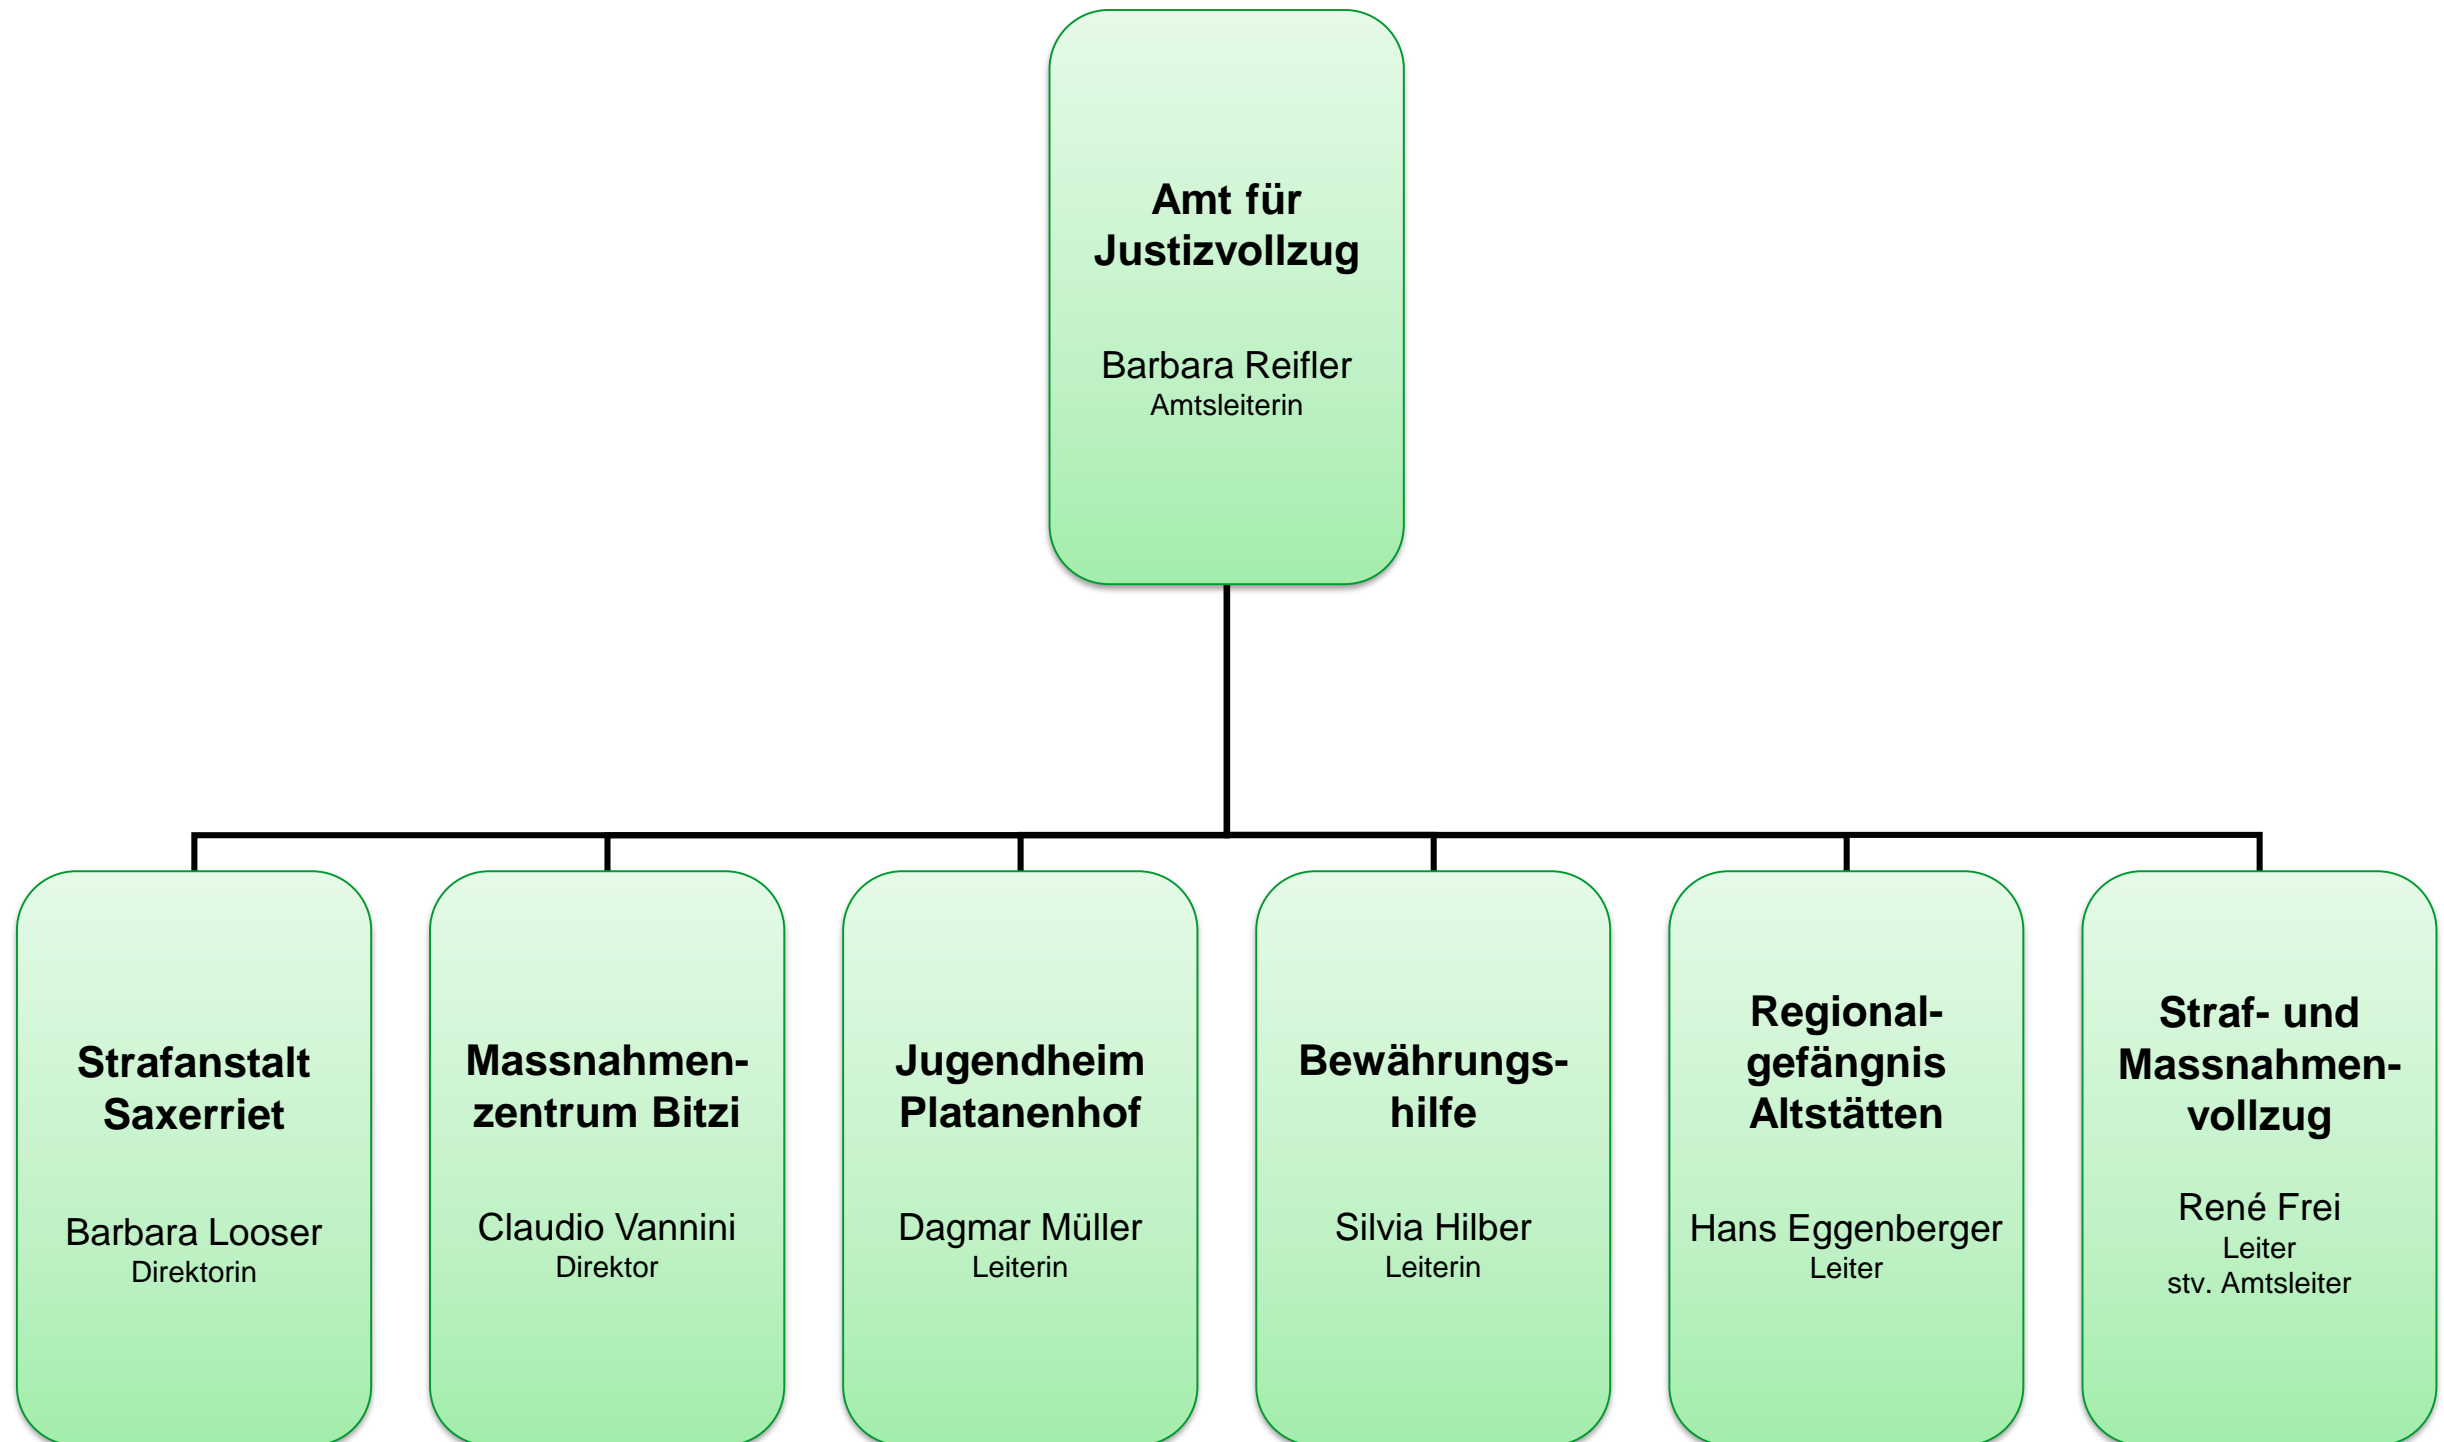 Amt für
Justizvollzug
Barbara Reifler
Amtsleiterin
Strafanstalt
Saxerriet
Barbara Looser
Direktorin
Massnahmen-
zentrum Bitzi
Claudio Vannini
Direktor
Jugendheim
Platanenhof
Dagmar Müller
Leiterin
Bewährungs-
hilfe
Silvia Hilber
Leiterin
Regional-
gefängnis
Altstätten
Hans Eggenberger
Leiter
Straf- und
Massnahmen-
vollzug
René Frei
Leiter
stv. Amtsleiter